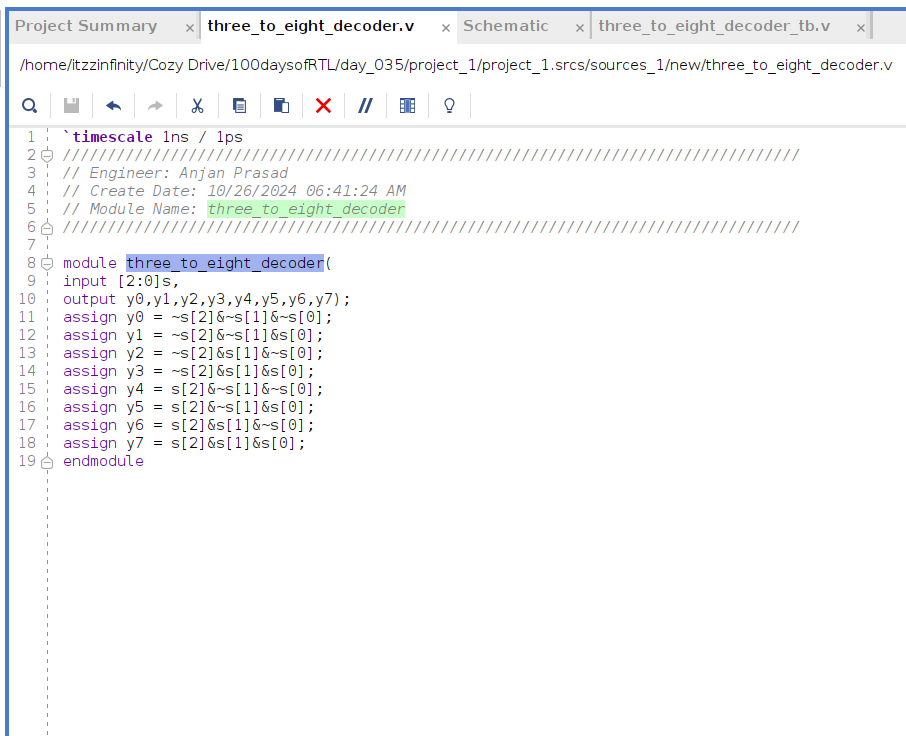 Project Summary × three_to_eight_decoder.v × Schematic × three_to_eight_decoder_tb.v ×
/home/itzzinfinity/Cozy Drive/100daysofRTL/day_035/project_1/project_1.srcs/sources_1/new/three_to_eight_decoder.v
1 `timescale 1ns / 1ps
2 //////////////////////////////////////////////////////////////////////////////////
3 // Engineer: Anjan Prasad
4 // Create Date: 10/26/2024 06:41:24 AM
5 // Module Name: three_to_eight_decoder
6 //////////////////////////////////////////////////////////////////////////////////
7
8 module three_to_eight_decoder(
9 input [2:0]s,
10 output y0,y1,y2,y3,y4,y5,y6,y7);
11 assign y0 = ~s[2]&~s[1]&~s[0];
12 assign y1 = ~s[2]&~s[1]&s[0];
13 assign y2 = ~s[2]&s[1]&~s[0];
14 assign y3 = ~s[2]&s[1]&s[0];
15 assign y4 = s[2]&~s[1]&~s[0];
16 assign y5 = s[2]&~s[1]&s[0];
17 assign y6 = s[2]&s[1]&~s[0];
18 assign y7 = s[2]&s[1]&s[0];
19 endmodule